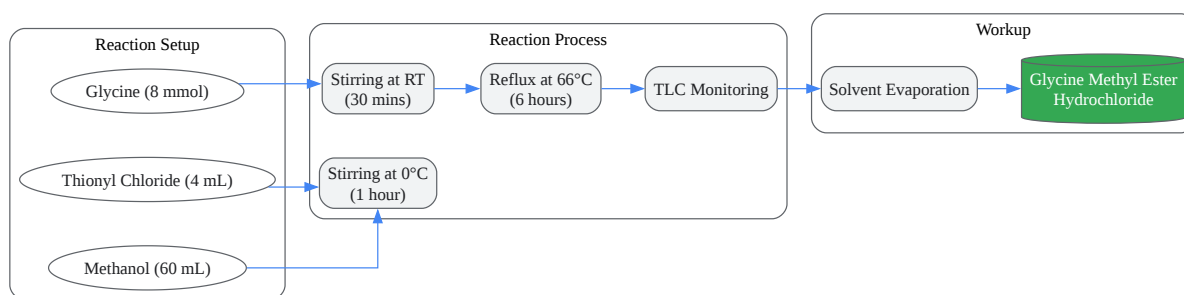 Reaction Setup
Glycine (8 mmol)
Thionyl Chloride (4 mL)
Methanol (60 mL)
Reaction Process
Stirring at RT
(30 mins)
Reflux at 66°C
(6 hours)
TLC Monitoring
Stirring at 0°C
(1 hour)
Workup
Solvent Evaporation
Glycine Methyl Ester
Hydrochloride